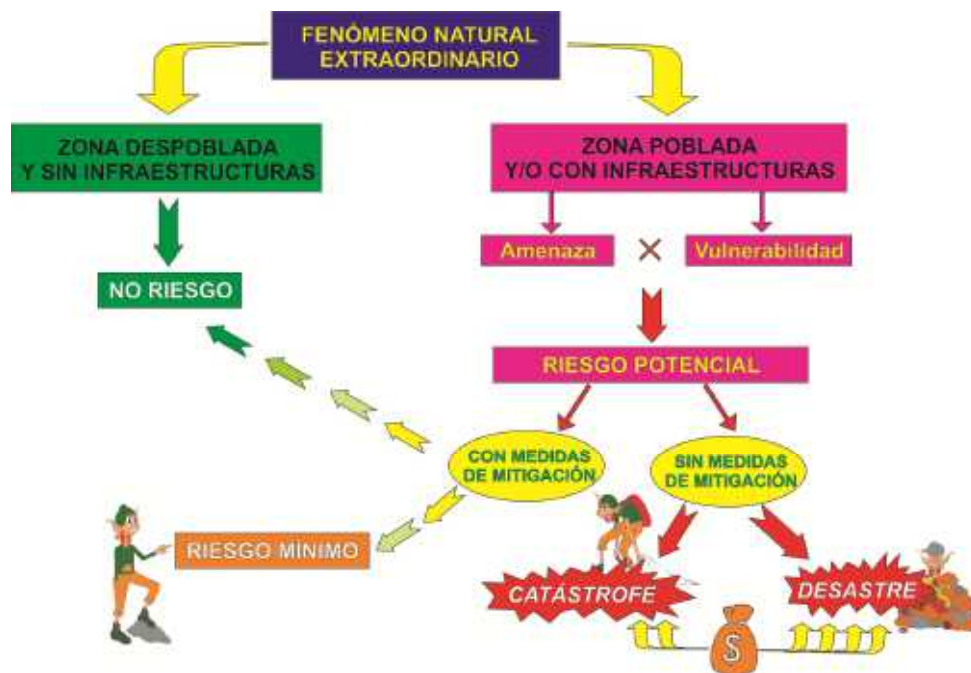 FENÓMENO NATURAL
EXTRAORDINARIO
ZONA DESPOBLADA
Y SIN INFRAESTRUCTURAS
ZONA POBLADA
Y/O CON INFRAESTRUCTURAS
Amenaza
X
Vulnerabilidad
NO RIESGO
RIESGO POTENCIAL
CON MEDIDAS
DE MITIGACIÓN
SIN MEDIDAS
DE MITIGACIÓN
RIESGO MÍNIMO
CATÁSTROFE
DESASTRE
$